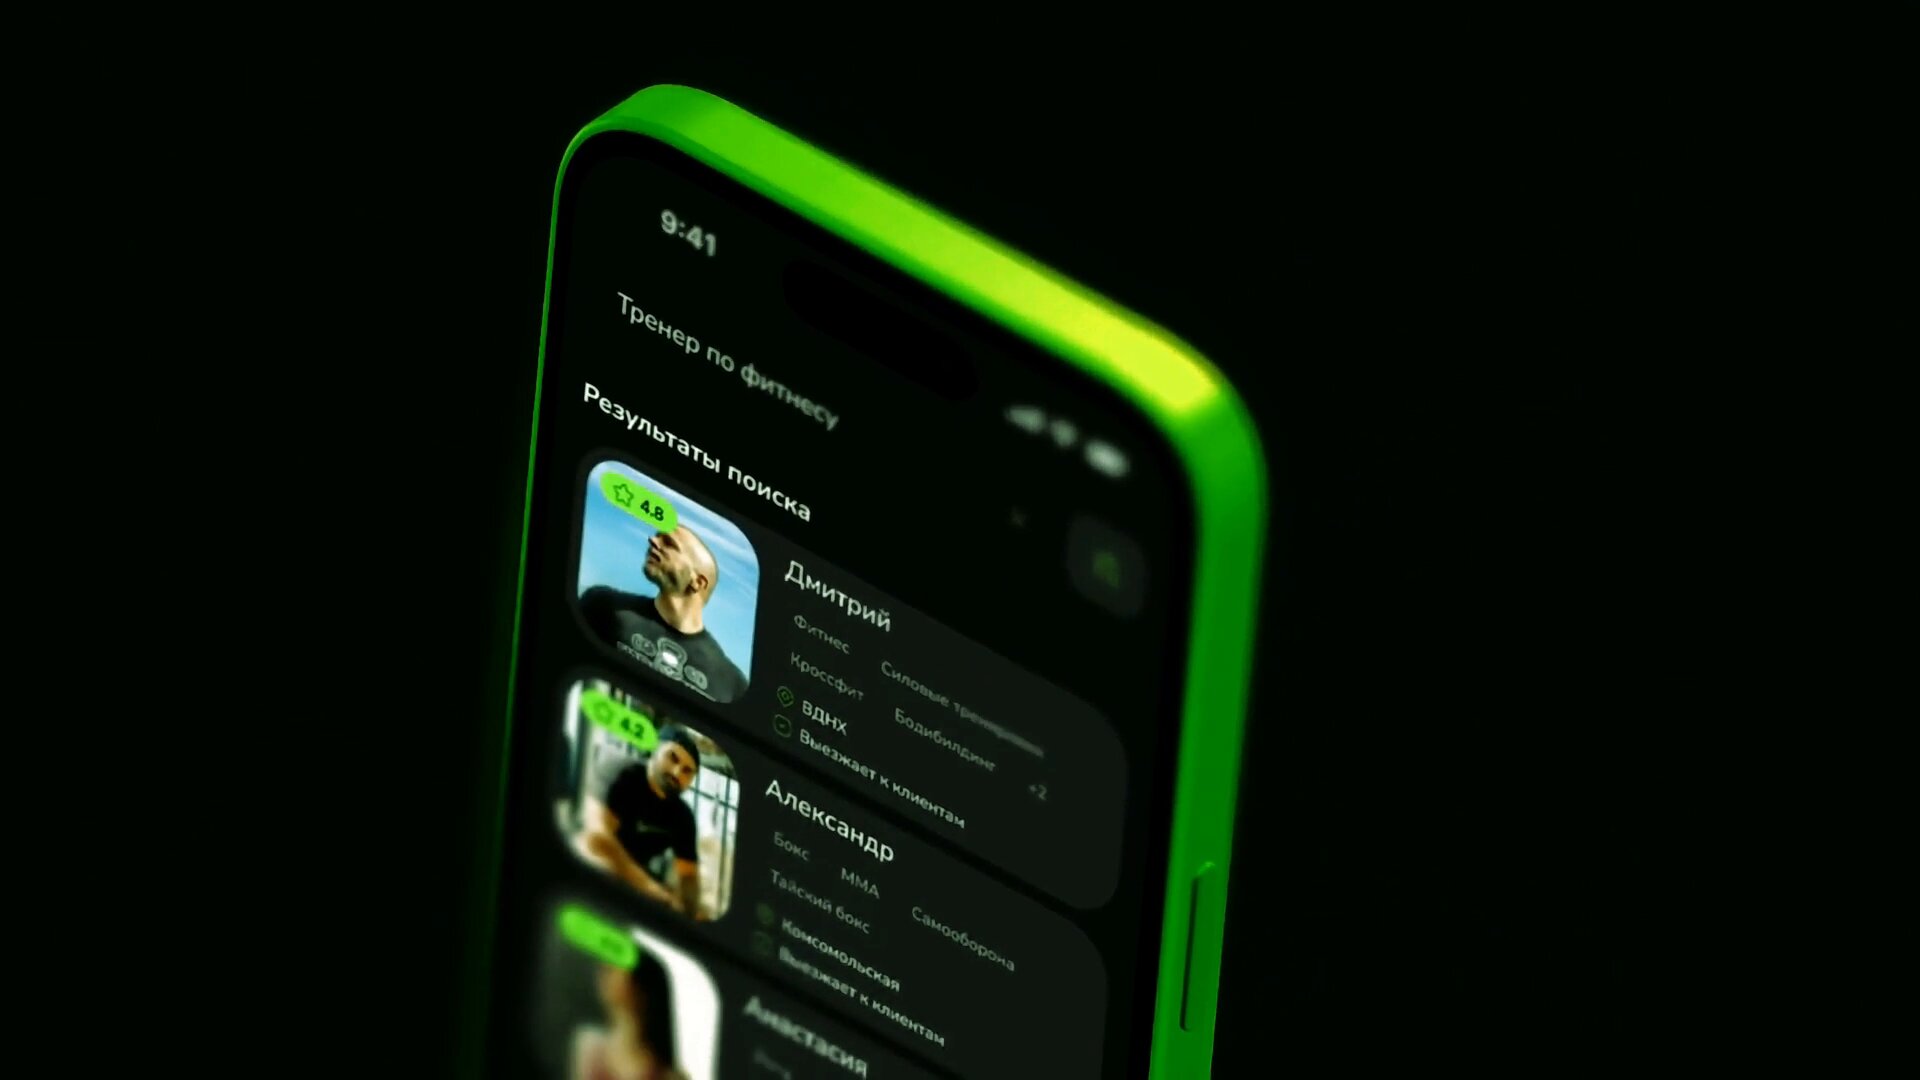 9:41
Тренер по фитнесу
Результаты поиска
4.8
Дмитрий
Фитнес Силовые тренировки
Кроссфит Бодибилдинг +2
ВДНХ
Выезжает к клиентам
4.2
Александр
Бокс ММА Самооборона
Тайский бокс
Комсомольская
Выезжает к клиентам
Анастасия